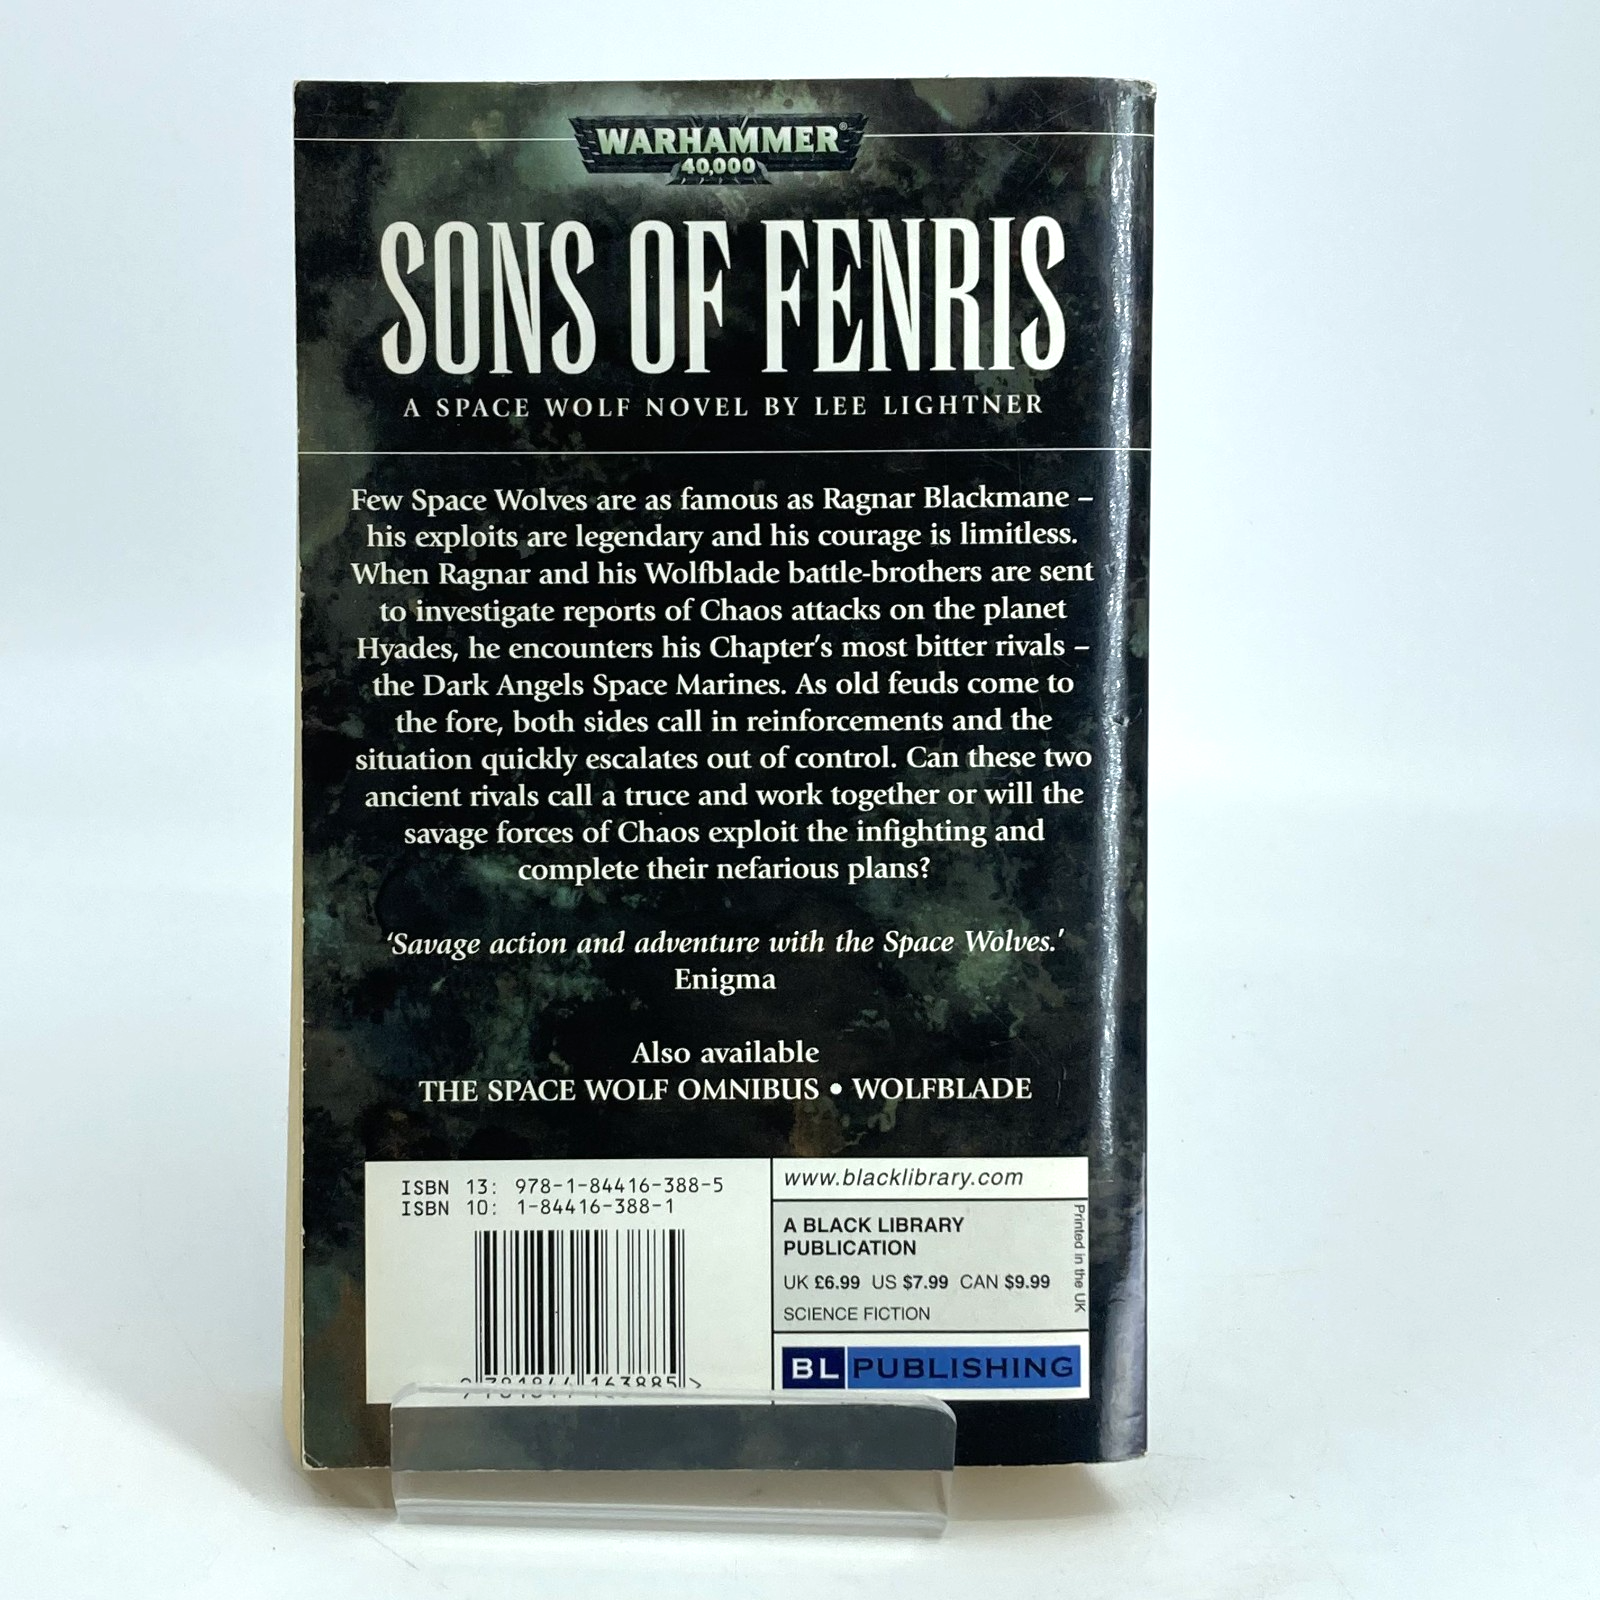 WARHAMMER®
40,000
SONS OF FENRIS
A SPACE WOLF NOVEL BY LEE LIGHTNER
Few Space Wolves are as famous as Ragnar Blackmane –
his exploits are legendary and his courage is limitless.
When Ragnar and his Wolfblade battle-brothers are sent
to investigate reports of Chaos attacks on the planet
Hyades, he encounters his Chapter's most bitter rivals –
the Dark Angels Space Marines. As old feuds come to
the fore, both sides call in reinforcements and the
situation quickly escalates out of control. Can these two
ancient rivals call a truce and work together or will the
savage forces of Chaos exploit the infighting and
complete their nefarious plans?
'Savage action and adventure with the Space Wolves.'
Enigma
Also available
THE SPACE WOLF OMNIBUS • WOLFBLADE
ISBN 13: 978-1-84416-388-5
ISBN 10: 1-84416-388-1
9 781844 163885 >
www.blacklibrary.com
A BLACK LIBRARY
PUBLICATION
UK £6.99 US $7.99 CAN $9.99
SCIENCE FICTION
Printed in the UK
BL PUBLISHING